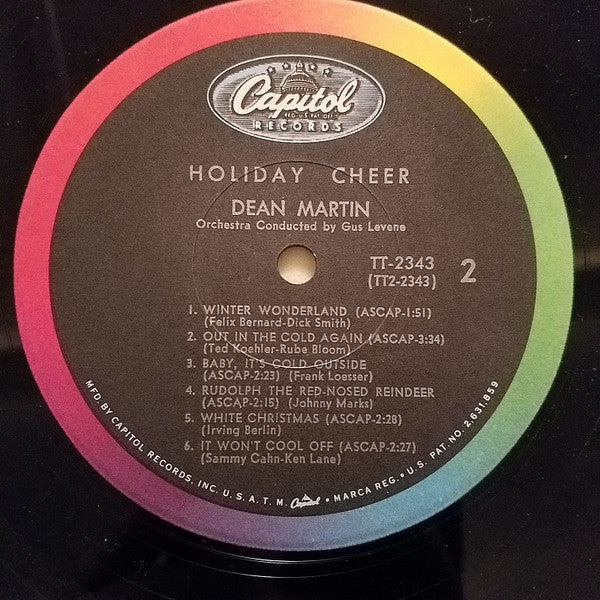 Capitol
REG. U.S. PAT. OFF.
RECORDS
HOLIDAY CHEER
DEAN MARTIN
Orchestra Conducted by Gus Levene
TT-2343
(TT2-2343)
2
1. WINTER WONDERLAND (ASCAP-1:51)
(Felix Bernard-Dick Smith)
2. OUT IN THE COLD AGAIN (ASCAP-3:34)
(Ted Koehler-Rube Bloom)
3. BABY, IT'S COLD OUTSIDE
(ASCAP-2:23) (Frank Loesser)
4. RUDOLPH THE RED-NOSED REINDEER
(ASCAP-2:15) (Johnny Marks)
5. WHITE CHRISTMAS (ASCAP-2:28)
(Irving Berlin)
6. IT WON'T COOL OFF (ASCAP-2:27)
(Sammy Cahn-Ken Lane)
MFD. BY CAPITOL RECORDS, INC. U.S.A. T.M. Capitol • MARCA REG. • U.S. PAT. NO. 2,631,859